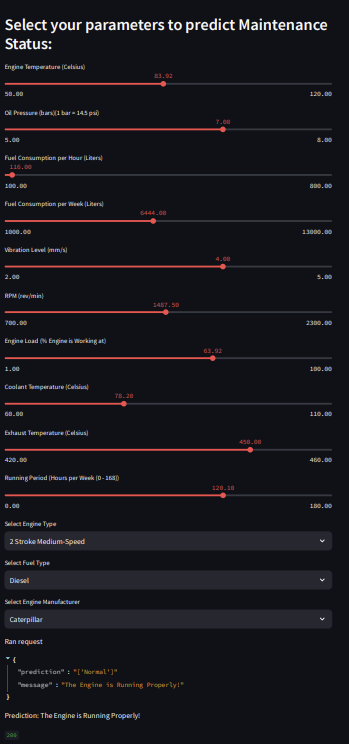 Select your parameters to predict Maintenance
Status:
Engine Temperature (Celsius)
83.92
50.00 120.00
Oil Pressure (bars)(1 bar = 14.5 psi)
7.00
5.00 8.00
Fuel Consumption per Hour (Liters)
116.00
100.00 800.00
Fuel Consumption per Week (Liters)
6444.08
1000.00 13000.00
Vibration Level (mm/s)
4.00
2.00 5.00
RPM (rev/min)
1487.50
700.00 2300.00
Engine Load (% Engine is Working at)
63.92
1.00 100.00
Coolant Temperature (Celsius)
78.20
60.00 110.00
Exhaust Temperature (Celsius)
450.00
420.00 460.00
Running Period (Hours per Week (0 - 168))
120.10
0.00 180.00
Select Engine Type
2 Stroke Medium-Speed
Select Fuel Type
Diesel
Select Engine Manufacturer
Caterpillar
Ran request
{
"prediction" : "['Normal']"
"message" : "The Engine is Running Properly!"
}
Prediction: The Engine is Running Properly!
200